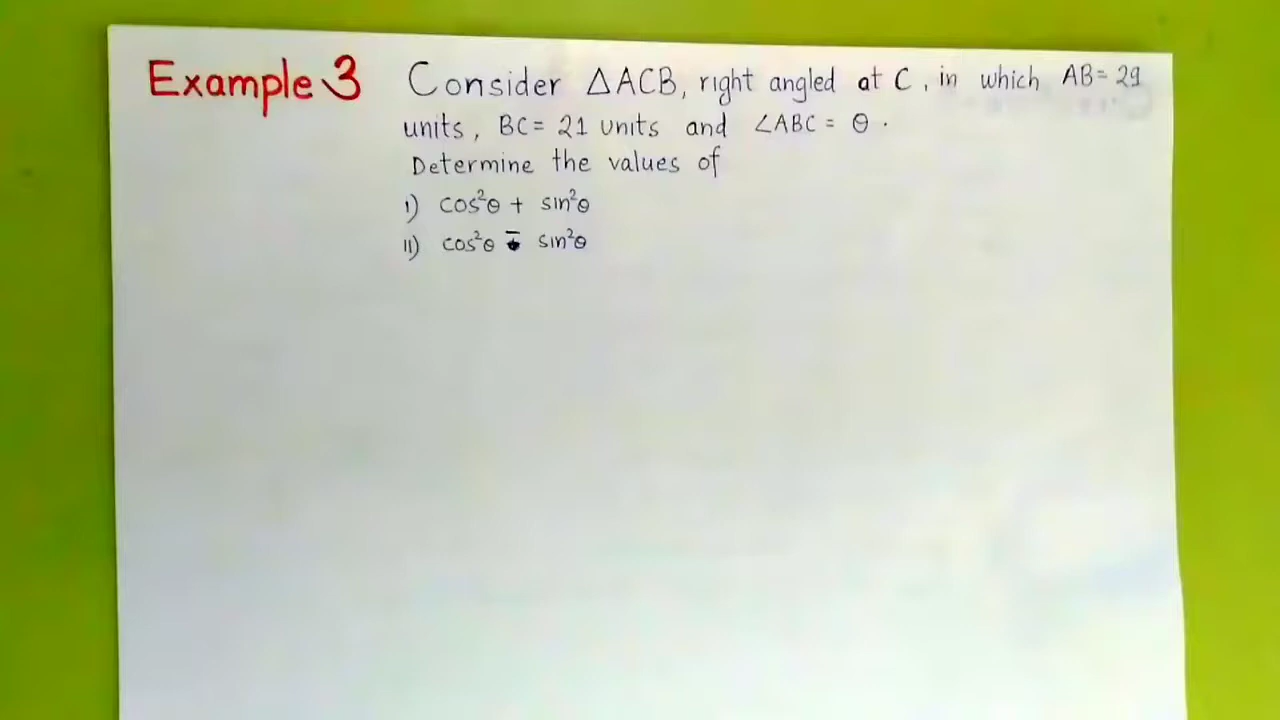 Example 3
Consider △ACB, right angled at C, in which AB = 29
units, BC = 21 units and ∠ABC = θ.
Determine the values of
i) cos²θ + sin²θ
ii) cos²θ - sin²θ